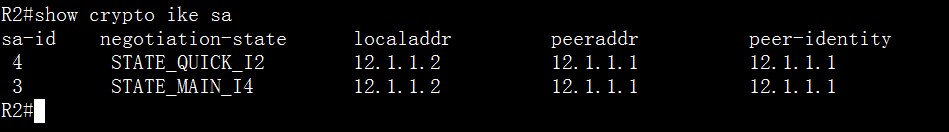 R2#show crypto ike sa
sa-id negotiation-state localaddr peeraddr peer-identity
4 STATE_QUICK_I2 12.1.1.2 12.1.1.1 12.1.1.1
3 STATE_MAIN_I4 12.1.1.2 12.1.1.1 12.1.1.1
R2#